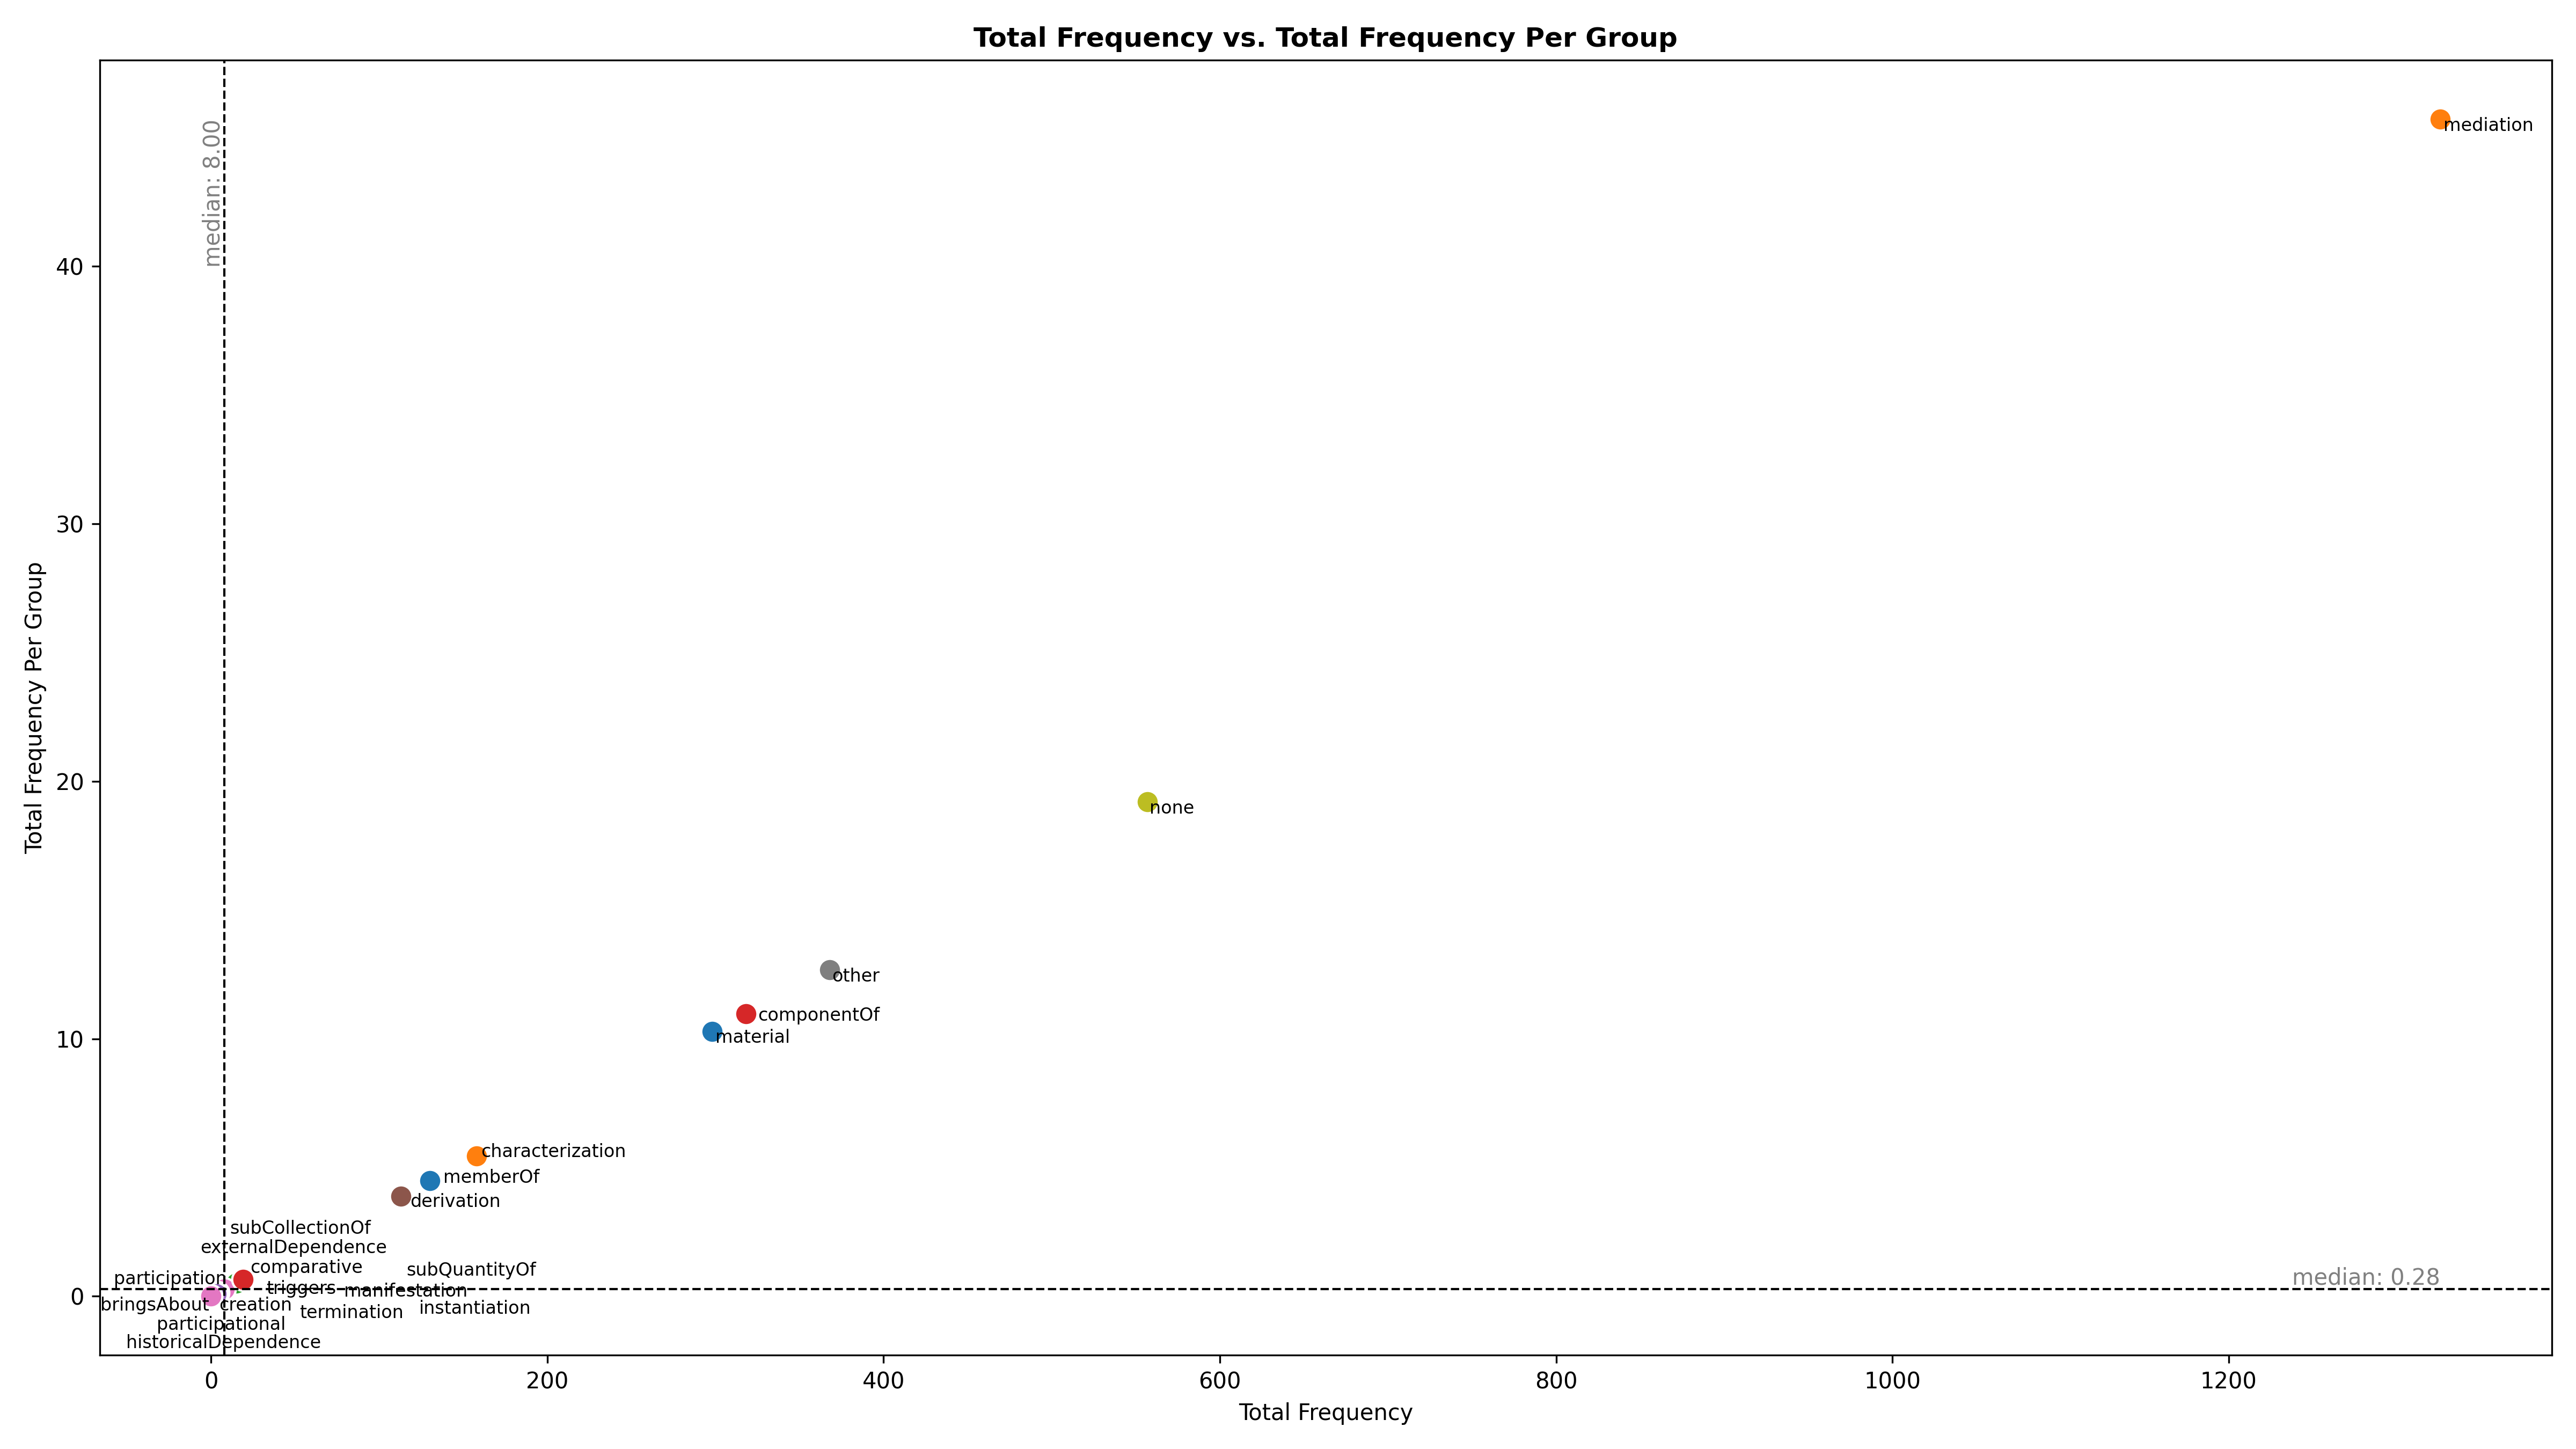 Total Frequency vs. Total Frequency Per Group
median: 8.00
mediation
40
30
Total Frequency Per Group
20
none
other
componentOf
10
material
characterization
memberOf
derivation
subCollectionOf
externalDependence
comparative
subQuantityOf
participation
triggers
manifestation
median: 0.28
0
bringsAbout
creation
termination
instantiation
participational
historicalDependence
0
200
400
600
800
1000
1200
Total Frequency